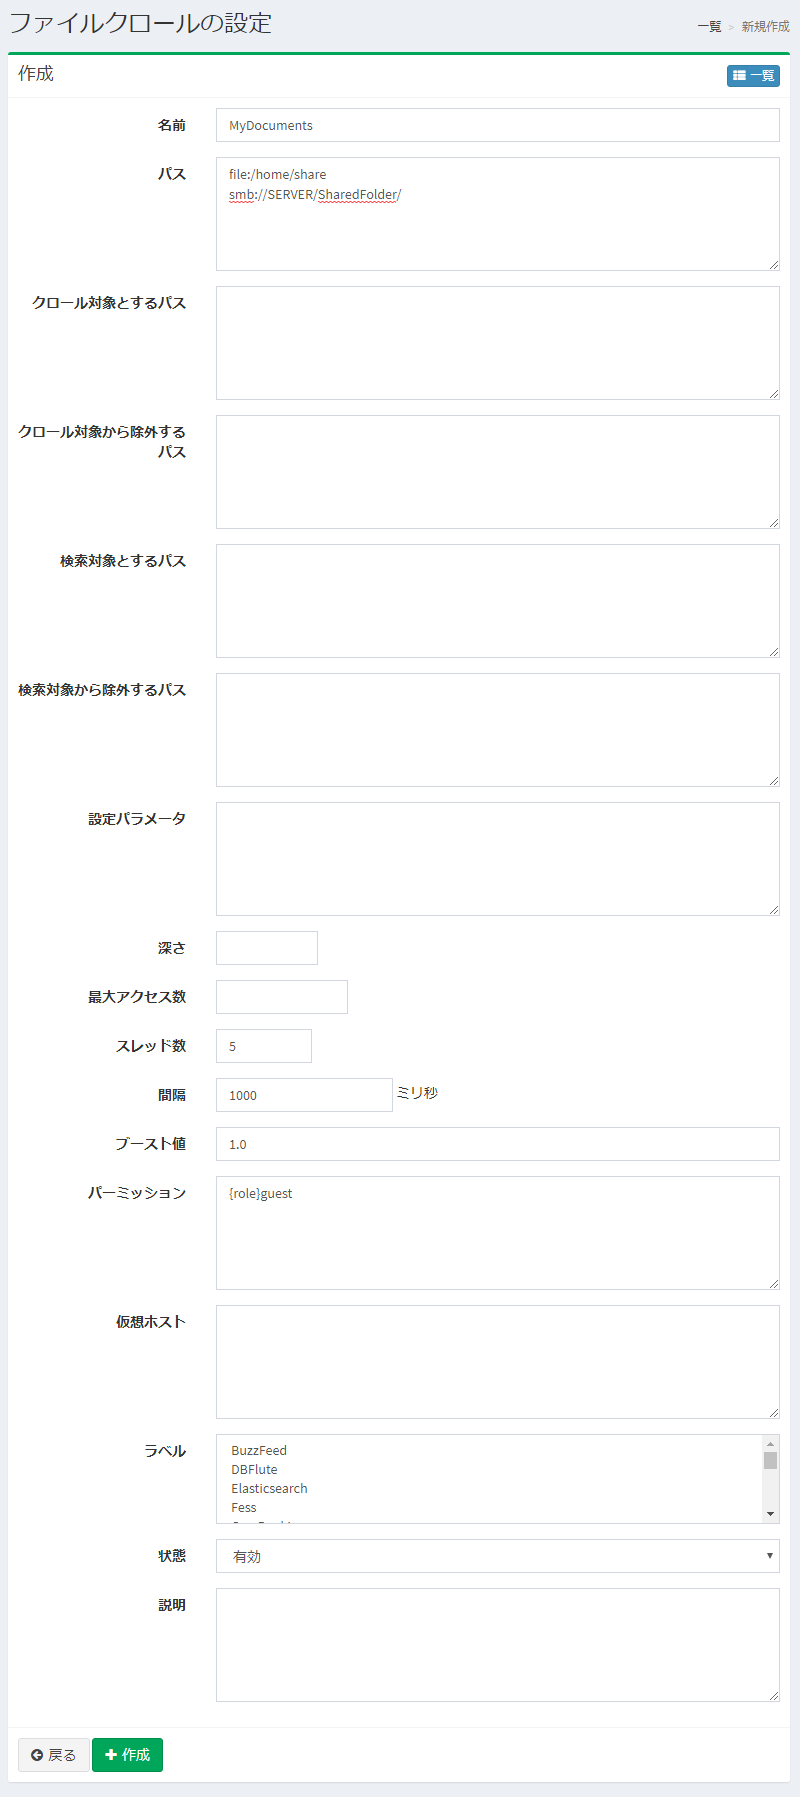 ファイルクロールの設定
一覧 > 新規作成
作成
一覧
名前
MyDocuments
パス
file:/home/share
smb://SERVER/SharedFolder/
クロール対象とするパス
クロール対象から除外する
パス
検索対象とするパス
検索対象から除外するパス
設定パラメータ
深さ
最大アクセス数
スレッド数
5
間隔
1000
ミリ秒
ブースト値
1.0
パーミッション
{role}guest
仮想ホスト
ラベル
BuzzFeed
DBFlute
Elasticsearch
Fess
状態
有効
説明
戻る
作成